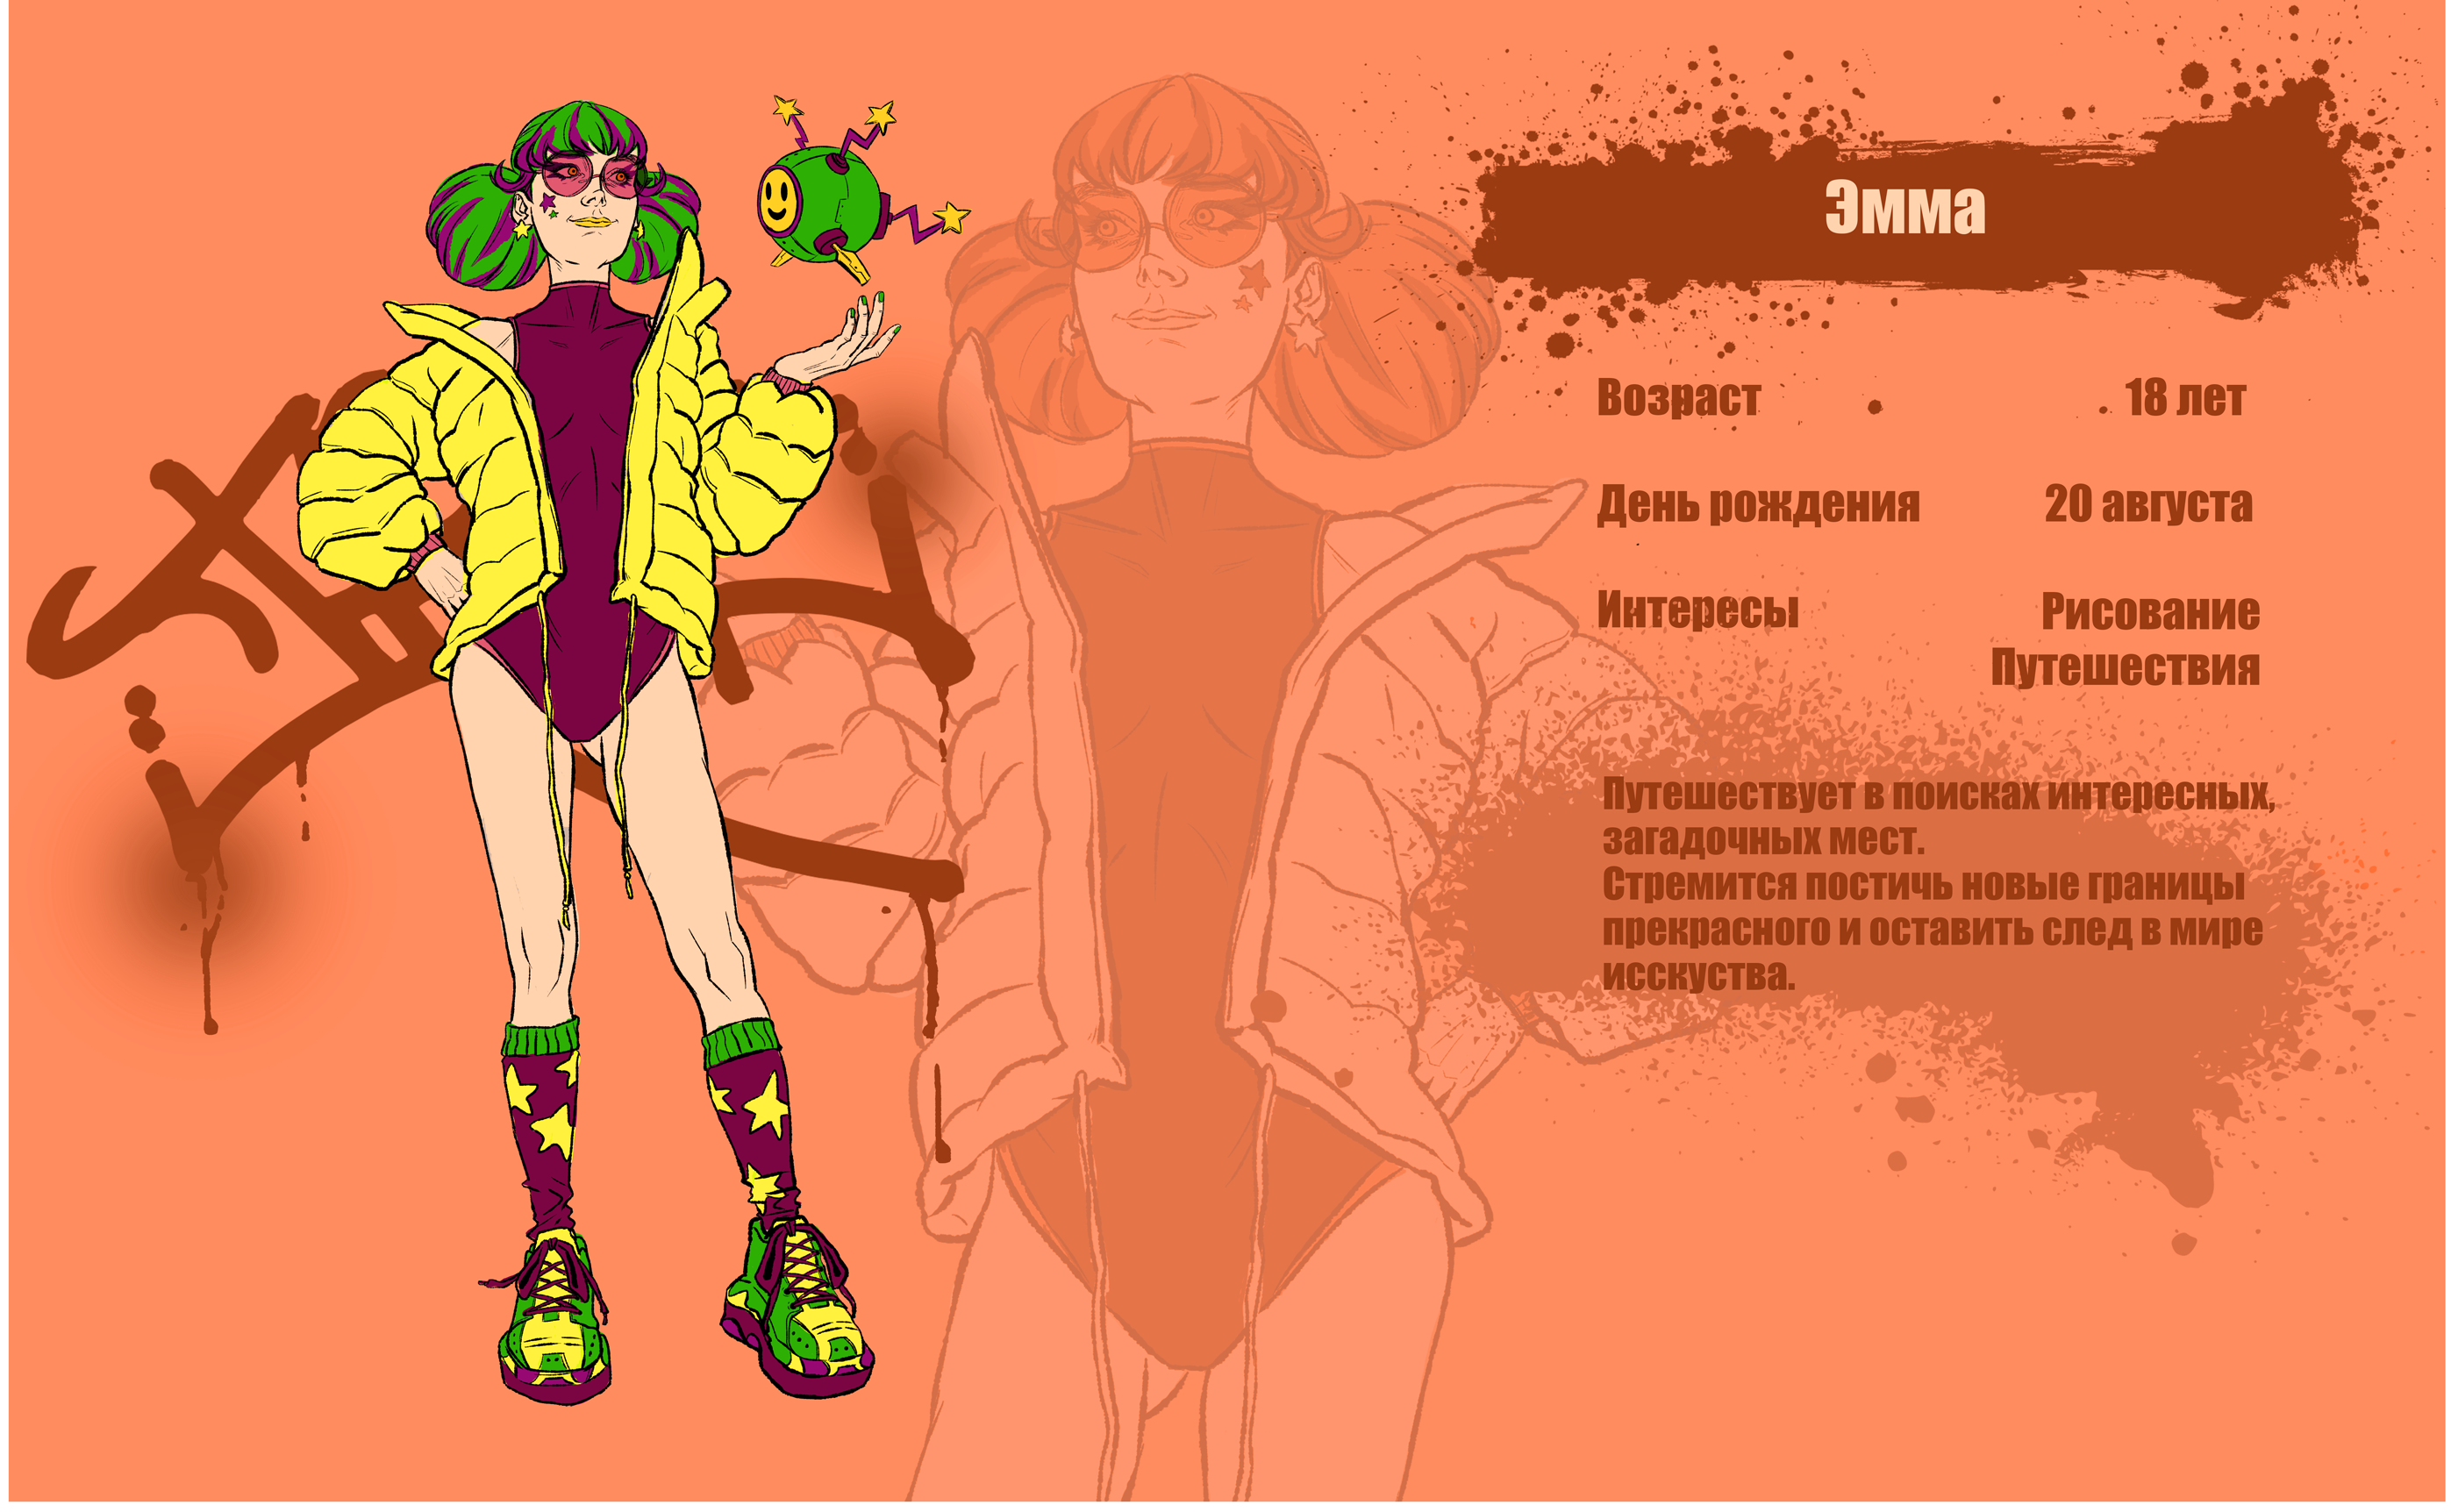 Эмма
Возраст 18 лет
День рождения 20 августа
Интересы Рисование
Путешествия
Путешествует в поисках интересных,
загадочных мест.
Стремится постичь новые границы
прекрасного и оставить след в мире
исскуства.